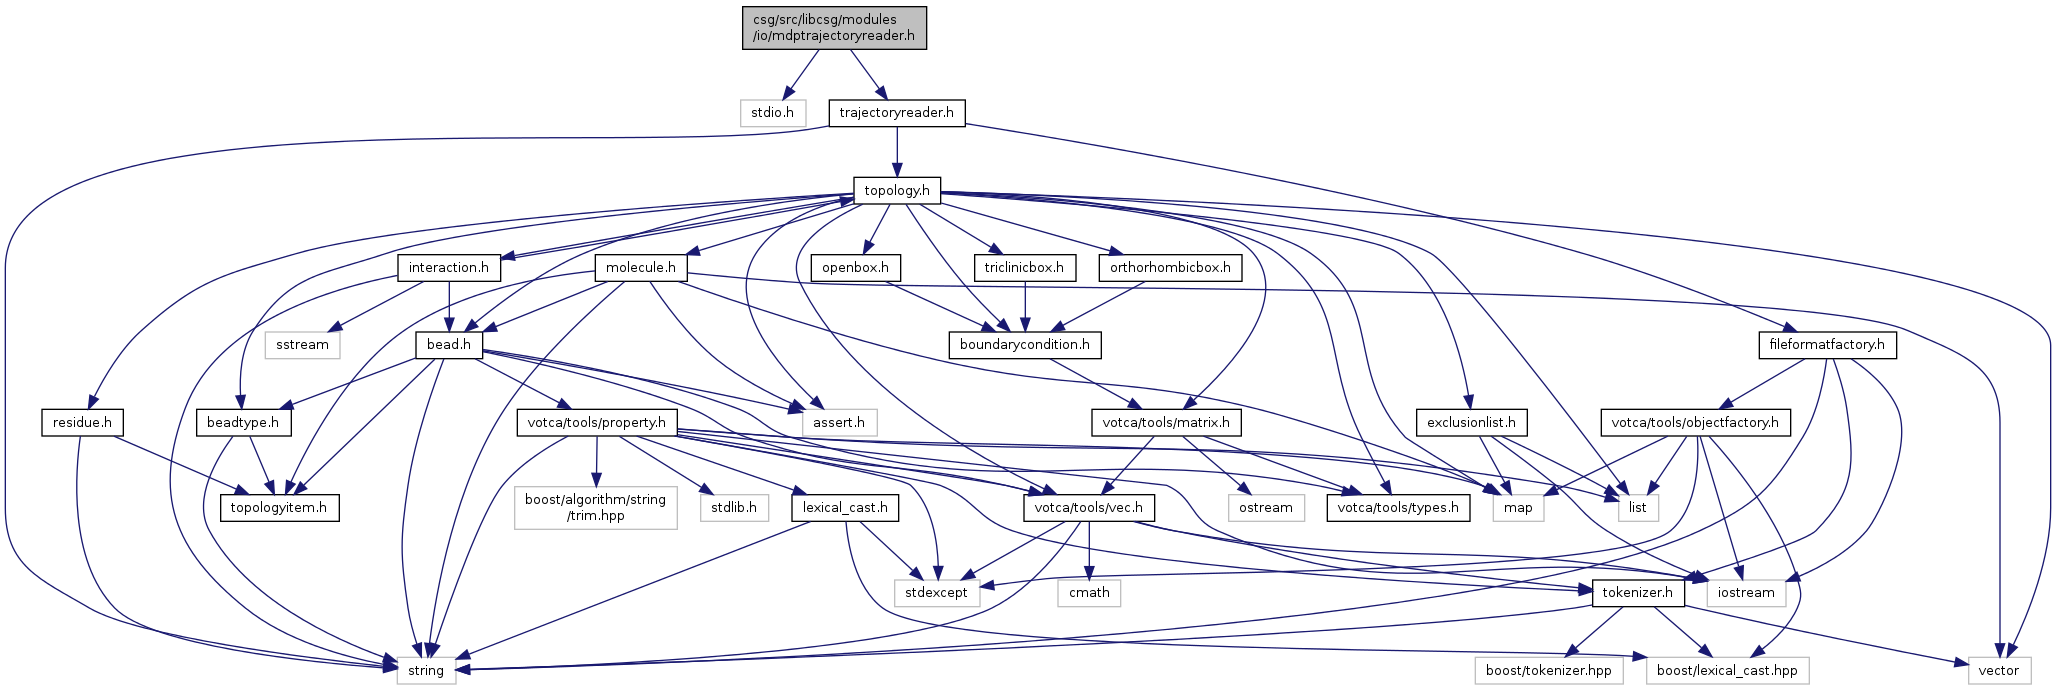 csg/src/libcsg/modules
/io/mdptrajectoryreader.h
stdio.h
trajectoryreader.h
topology.h
interaction.h
molecule.h
openbox.h
triclinicbox.h
orthorhombicbox.h
sstream
bead.h
boundarycondition.h
fileformatfactory.h
residue.h
beadtype.h
votca/tools/property.h
assert.h
votca/tools/matrix.h
exclusionlist.h
votca/tools/objectfactory.h
topologyitem.h
boost/algorithm/string
/trim.hpp
stdlib.h
lexical_cast.h
votca/tools/vec.h
ostream
votca/tools/types.h
map
list
stdexcept
cmath
tokenizer.h
iostream
string
boost/tokenizer.hpp
boost/lexical_cast.hpp
vector